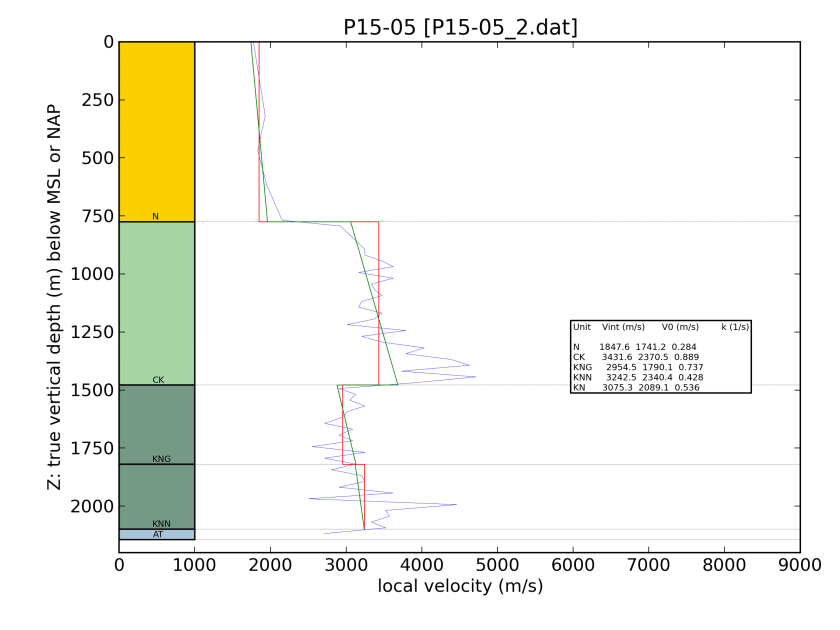 P15-05 [P15-05_2.dat]
0
250
500
750
1000
1250
1500
1750
2000
Z: true vertical depth (m) below MSL or NAP
N
CK
KNG
KNN
AT
Unit Vint (m/s) V0 (m/s) k (1/s)
N 1847.6 1741.2 0.284
CK 3431.6 2370.5 0.889
KNG 2954.5 1790.1 0.737
KNN 3242.5 2340.4 0.428
KN 3075.3 2089.1 0.536
0 1000 2000 3000 4000 5000 6000 7000 8000 9000
local velocity (m/s)